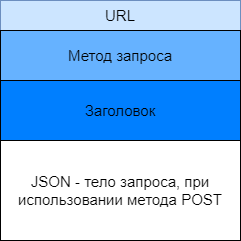 URL
Метод запроса
Заголовок
JSON - тело запроса, при
использовании метода POST